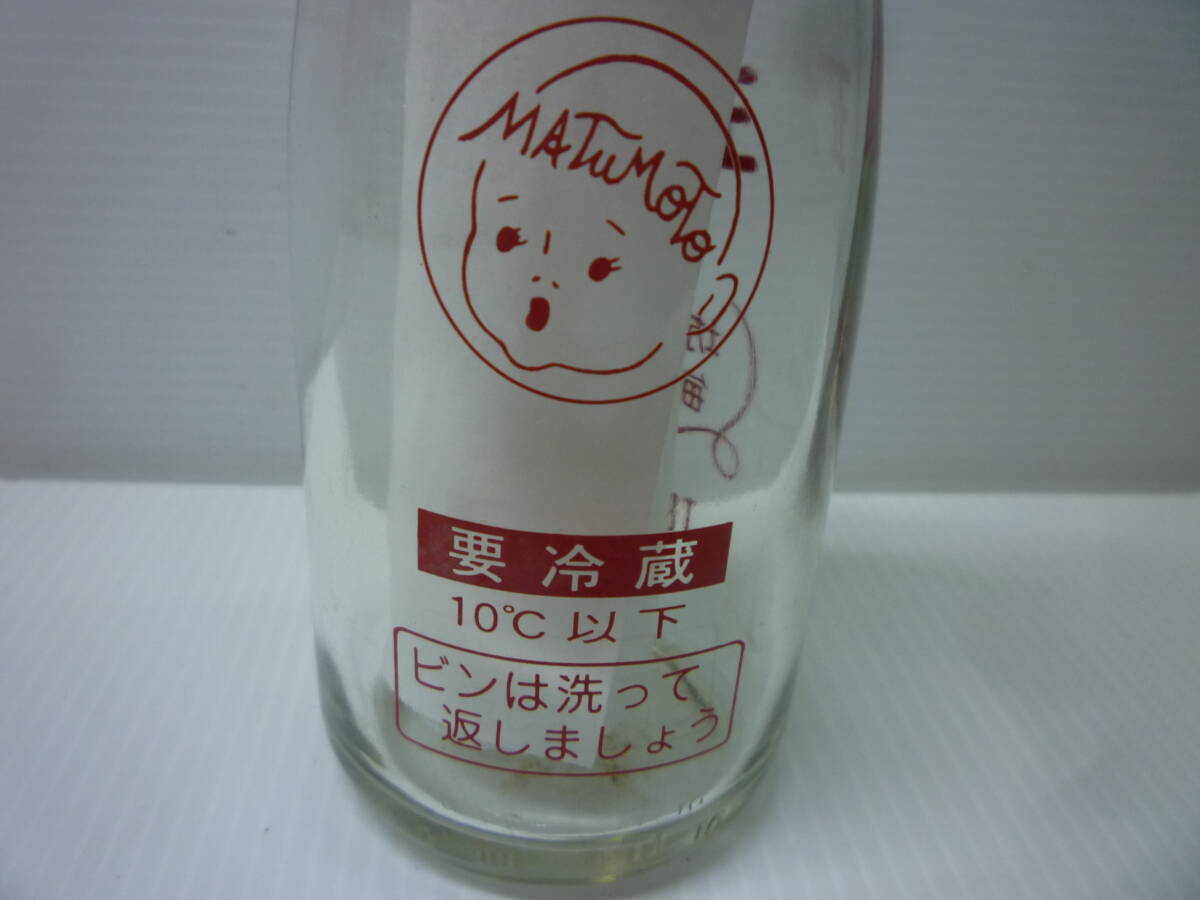 MATuMoTo
要冷蔵
10℃以下
ビンは洗って
返しましょう